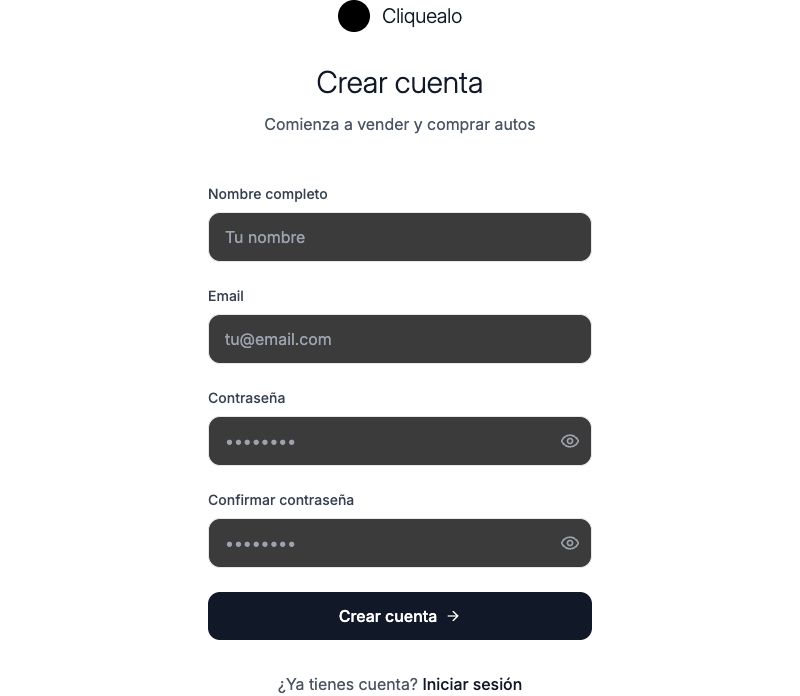 Cliquealo
Crear cuenta
Comienza a vender y comprar autos
Nombre completo
Tu nombre
Email
tu@email.com
Contraseña
••••••••
Confirmar contraseña
••••••••
Crear cuenta →
¿Ya tienes cuenta? Iniciar sesión